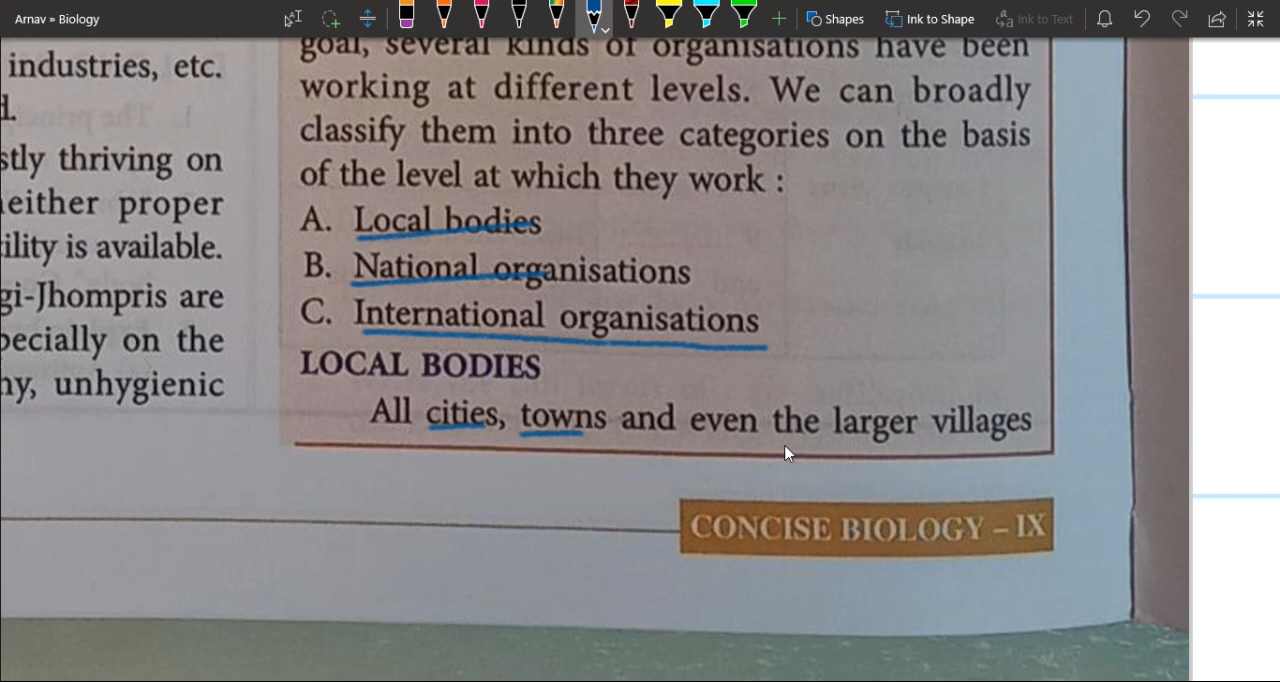 Arnav » Biology
Shapes
Ink to Shape
Ink to Text
industries, etc.
stly thriving on
either proper
ility is available.
gi-Jhompris are
pecially on the
hy, unhygienic
goal, several kinds of organisations have been
working at different levels. We can broadly
classify them into three categories on the basis
of the level at which they work :
A. Local bodies
B. National organisations
C. International organisations
LOCAL BODIES
All cities, towns and even the larger villages
CONCISE BIOLOGY – IX